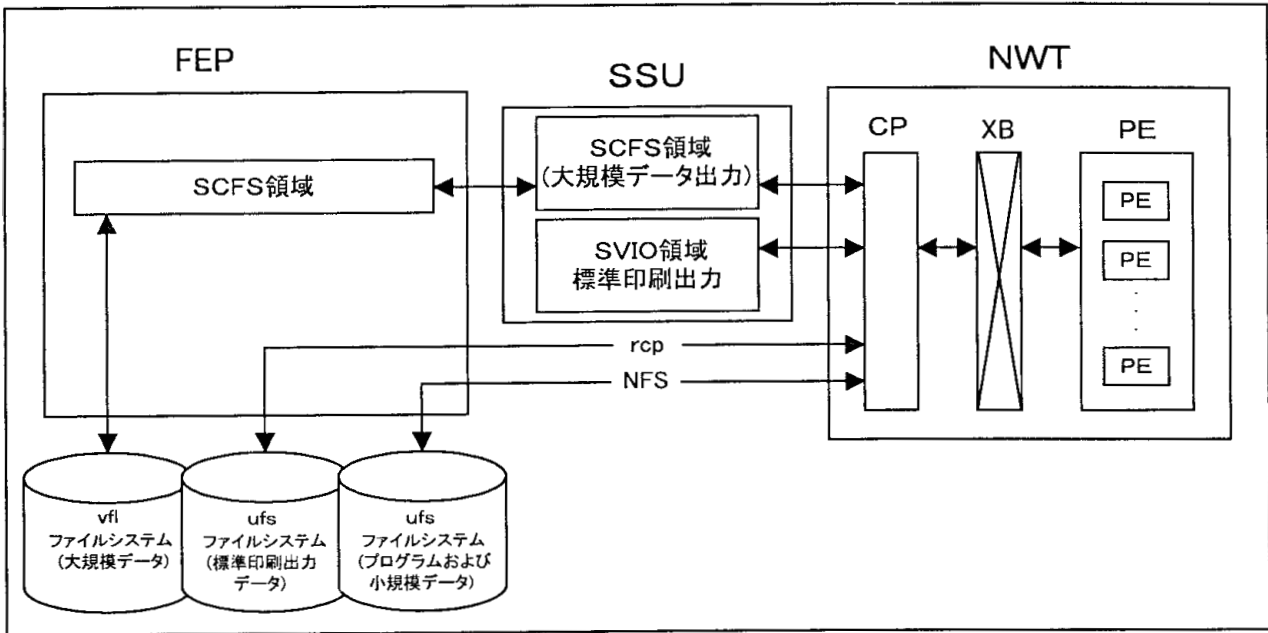 FEP
SSU
NWT
SCFS領域
SCFS領域
(大規模データ出力)
SVIO領域
標準印刷出力
CP
XB
PE
PE
PE
PE
rcp
NFS
vfl
ファイルシステム
(大規模データ)
ufs
ファイルシステム
(標準印刷出力
データ)
ufs
ファイルシステム
(プログラムおよび
小規模データ)